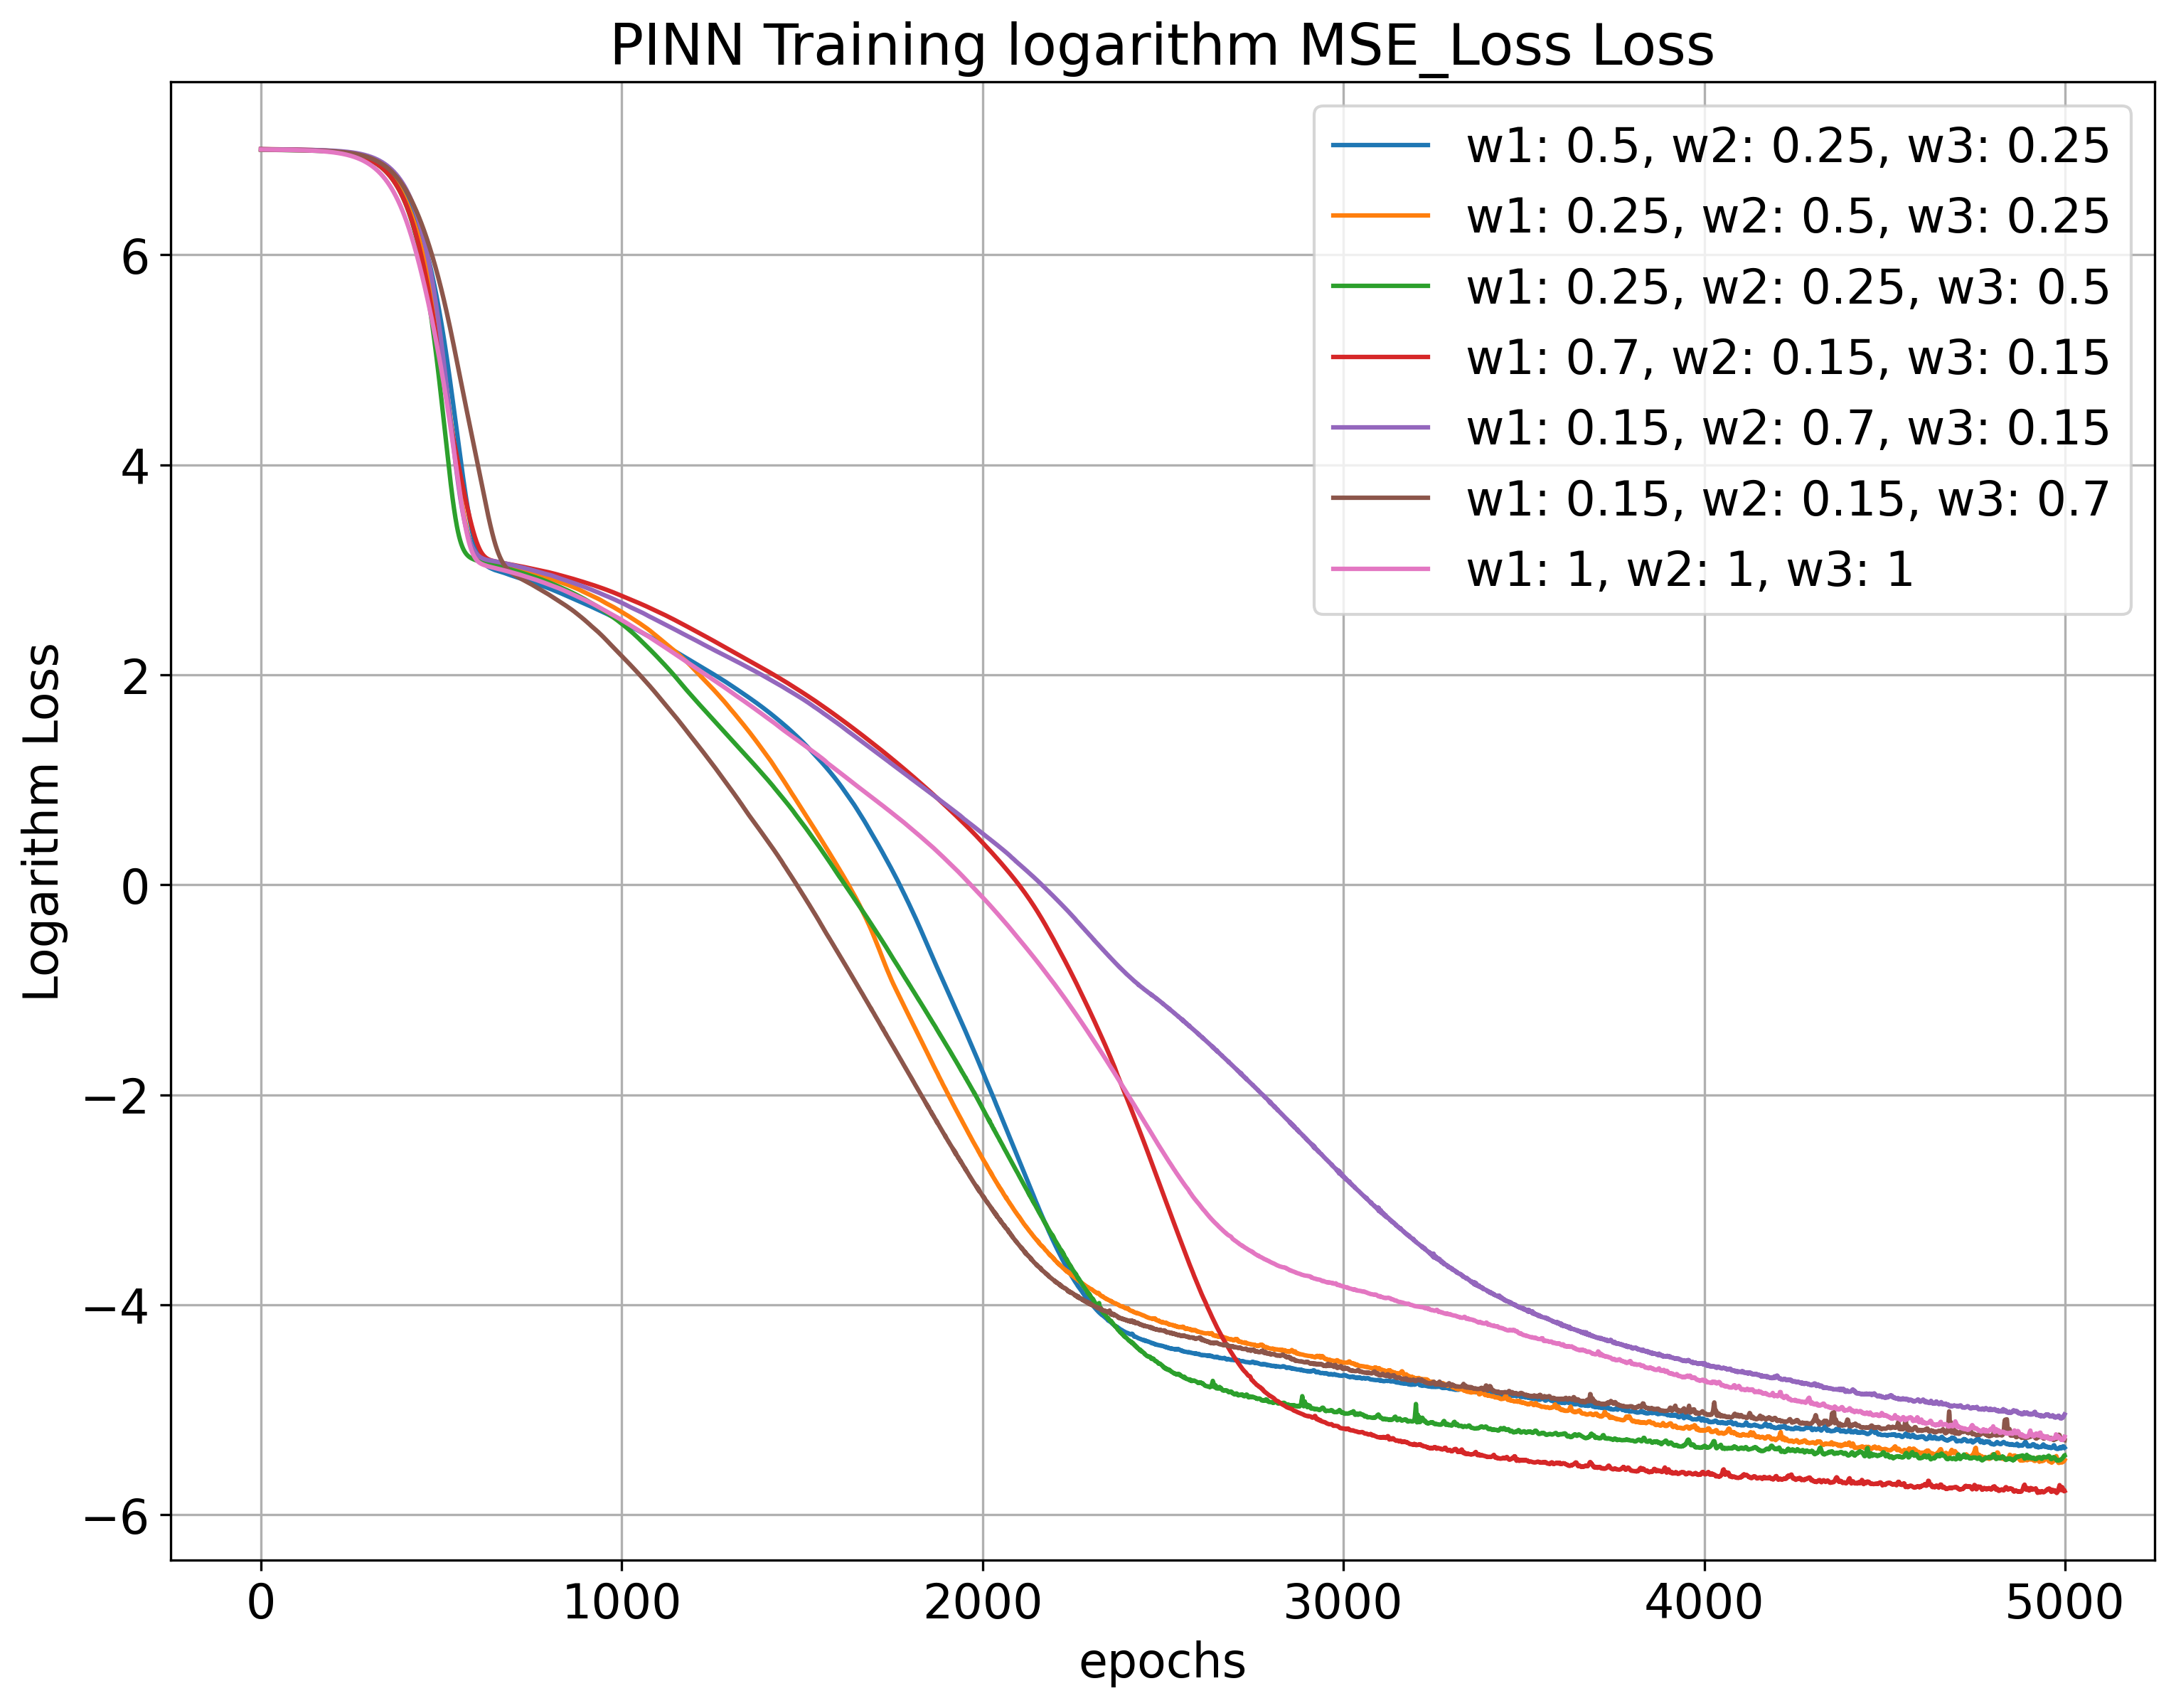 PINN Training logarithm MSE_Loss Loss
w1: 0.5, w2: 0.25, w3: 0.25
w1: 0.25, w2: 0.5, w3: 0.25
w1: 0.25, w2: 0.25, w3: 0.5
w1: 0.7, w2: 0.15, w3: 0.15
w1: 0.15, w2: 0.7, w3: 0.15
w1: 0.15, w2: 0.15, w3: 0.7
w1: 1, w2: 1, w3: 1
Logarithm Loss
6
4
2
0
−2
−4
−6
0 1000 2000 3000 4000 5000
epochs